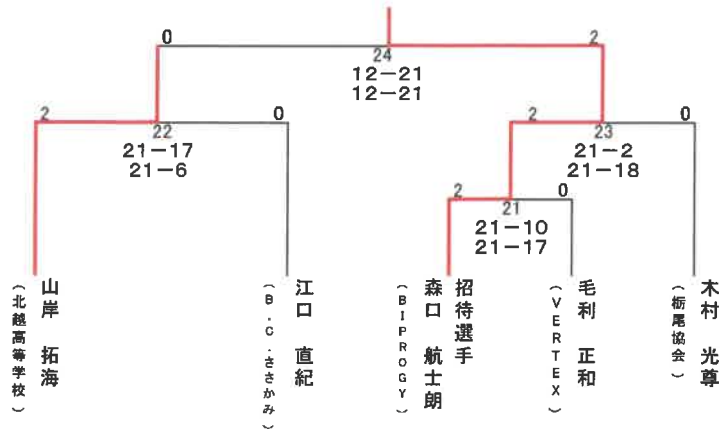 0
2
24
12-21
12-21
2
0
22
21-17
21-6
2
0
23
21-2
21-18
2
0
21
21-10
21-17
山岸 拓海
(北越高等学校)
江口 直紀
(B.C.ささかみ)
招待選手
森口 航士朗
(BIPROGY)
毛利 正和
(VERTEX)
木村 光尊
(栃尾協会)